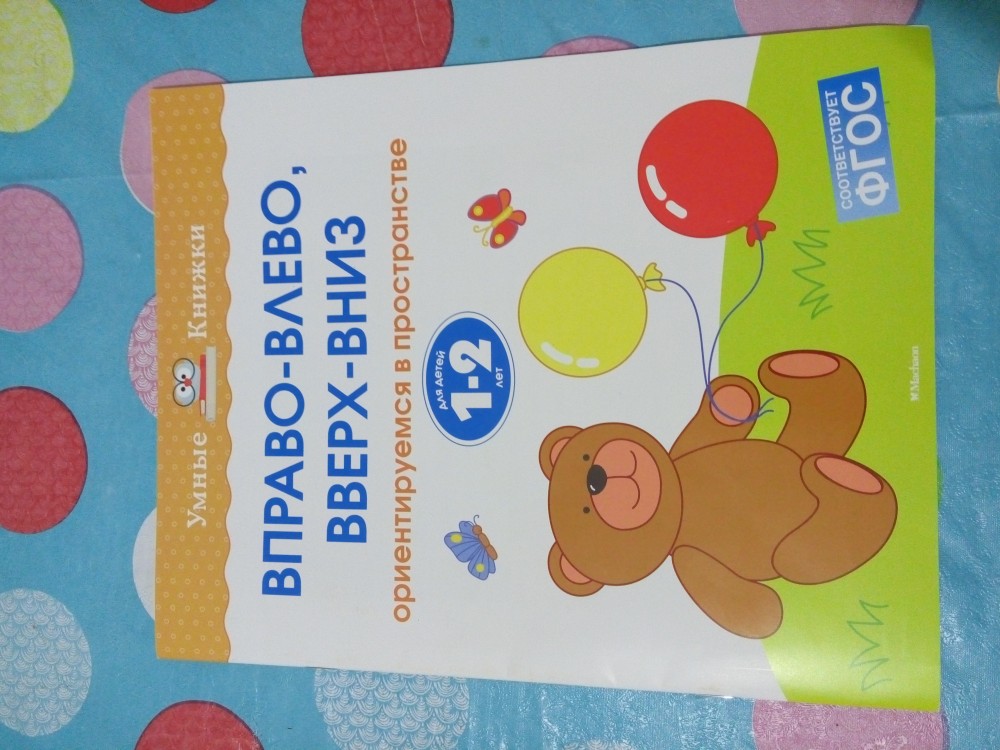 Умные Книжки
ВПРАВО-ВЛЕВО,
ВВЕРХ-ВНИЗ
ориентируемся в пространстве
для детей
1-2
лет
СООТВЕТСТВУЕТ
ФГОС
Machaon